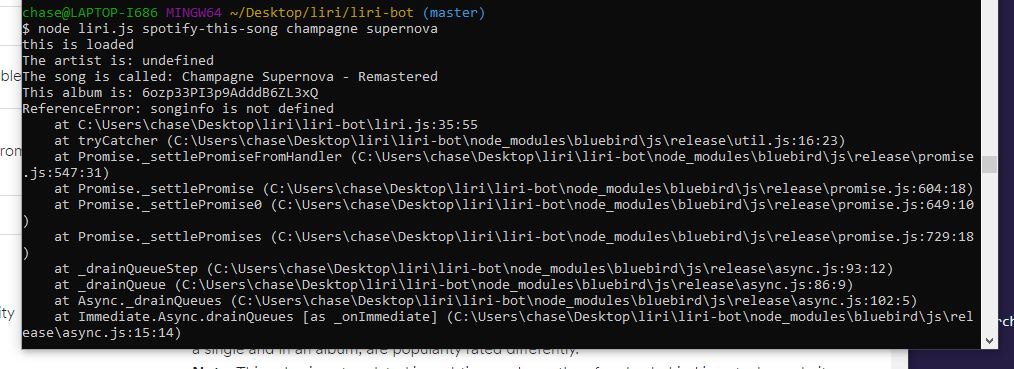 chase@LAPTOP-I686 MINGW64 ~/Desktop/liri/liri-bot (master)
$ node liri.js spotify-this-song champagne supernova
this is loaded
The artist is: undefined
The song is called: Champagne Supernova - Remastered
This album is: 6ozp33PI3p9AdddB6ZL3xQ
ReferenceError: songinfo is not defined
    at C:\Users\chase\Desktop\liri\liri-bot\liri.js:35:55
    at tryCatcher (C:\Users\chase\Desktop\liri\liri-bot\node_modules\bluebird\js\release\util.js:16:23)
    at Promise._settlePromiseFromHandler (C:\Users\chase\Desktop\liri\liri-bot\node_modules\bluebird\js\release\promise
.js:547:31)
    at Promise._settlePromise (C:\Users\chase\Desktop\liri\liri-bot\node_modules\bluebird\js\release\promise.js:604:18)
    at Promise._settlePromise0 (C:\Users\chase\Desktop\liri\liri-bot\node_modules\bluebird\js\release\promise.js:649:10
)
    at Promise._settlePromises (C:\Users\chase\Desktop\liri\liri-bot\node_modules\bluebird\js\release\promise.js:729:18
)
    at _drainQueueStep (C:\Users\chase\Desktop\liri\liri-bot\node_modules\bluebird\js\release\async.js:93:12)
    at _drainQueue (C:\Users\chase\Desktop\liri\liri-bot\node_modules\bluebird\js\release\async.js:86:9)
    at Async._drainQueues (C:\Users\chase\Desktop\liri\liri-bot\node_modules\bluebird\js\release\async.js:102:5)
    at Immediate.Async.drainQueues [as _onImmediate] (C:\Users\chase\Desktop\liri\liri-bot\node_modules\bluebird\js\rel
ease\async.js:15:14)
a single and in an album, are popularity rated differently.